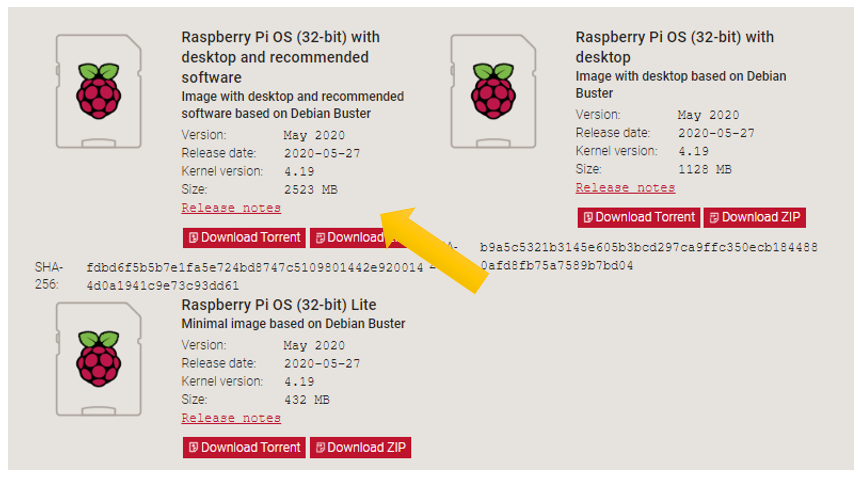 Raspberry Pi OS (32-bit) with
desktop and recommended
software
Image with desktop and recommended
software based on Debian Buster
Version: May 2020
Release date: 2020-05-27
Kernel version: 4.19
Size: 2523 MB
Release notes
Download Torrent Download
SHA-
256:
fdbd6f5b5b7e1fa5e724bd8747c5109801442e920014
4d0a1941c9e73c93dd61
Raspberry Pi OS (32-bit) with
desktop
Image with desktop based on Debian
Buster
Version: May 2020
Release date: 2020-05-27
Kernel version: 4.19
Size: 1128 MB
Release notes
Download Torrent Download ZIP
b9a5c5321b3145e605b3bcd297ca9ffc350ecb184488
0afd8fb75a7589b7bd04
Raspberry Pi OS (32-bit) Lite
Minimal image based on Debian Buster
Version: May 2020
Release date: 2020-05-27
Kernel version: 4.19
Size: 432 MB
Release notes
Download Torrent Download ZIP